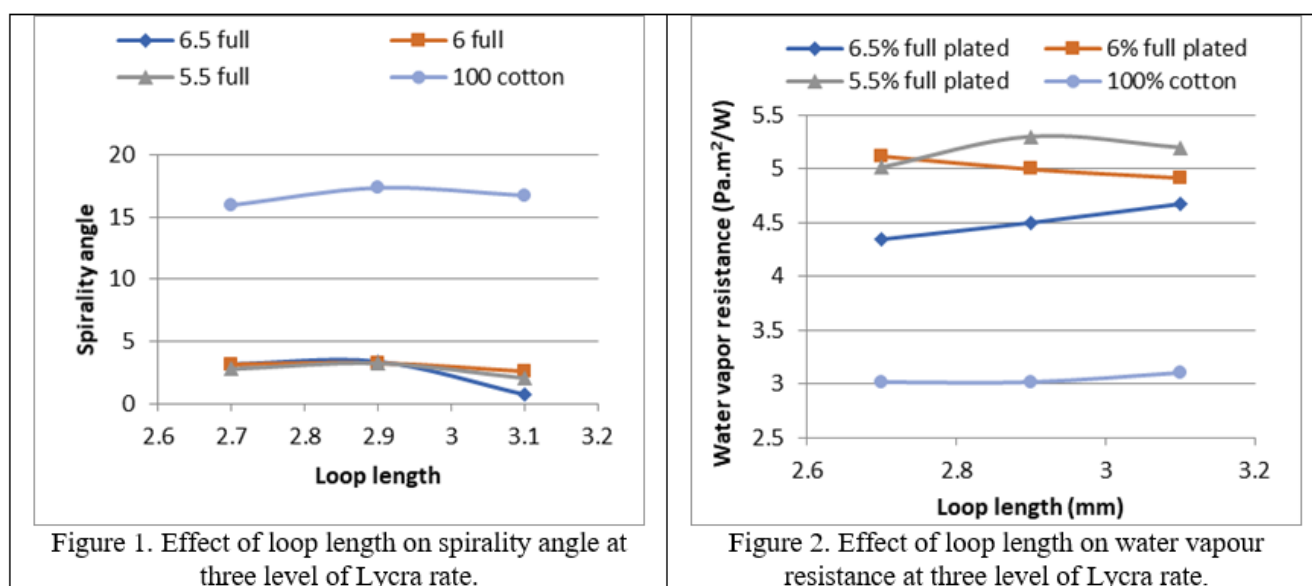 6.5 full
6 full
5.5 full
100 cotton
20
15
10
5
0
Spirality angle
2.6 2.7 2.8 2.9 3 3.1 3.2
Loop length
Figure 1. Effect of loop length on spirality angle at
three level of Lycra rate.
6.5% full plated
6% full plated
5.5% full plated
100% cotton
5.5
5
4.5
4
3.5
3
2.5
Water vapor resistance (Pa.m²/W)
2.6 2.8 3 3.2
Loop length (mm)
Figure 2. Effect of loop length on water vapour
resistance at three level of Lycra rate.